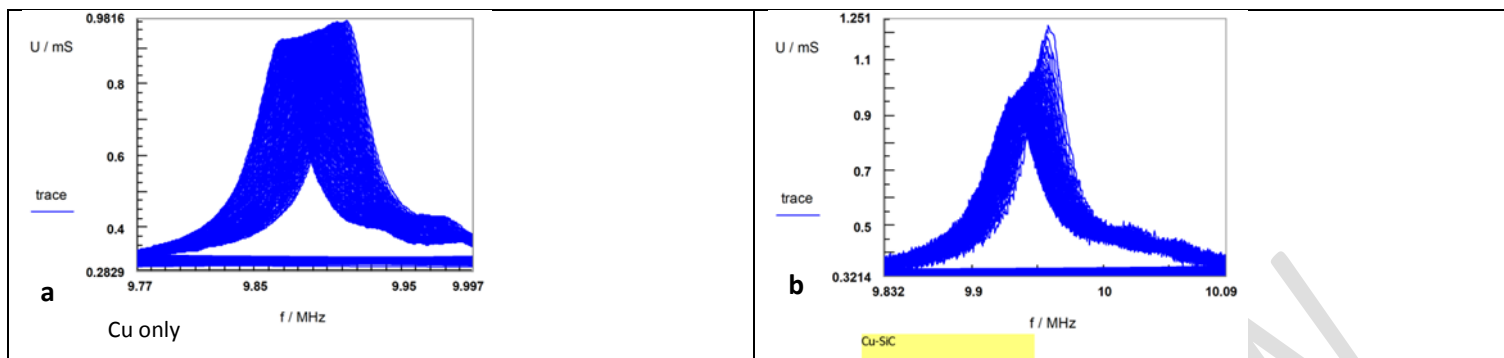 0.9816
U / mS
0.8
0.6
trace
0.4
0.2829
9.77
9.85
9.95
9.997
a
f / MHz
Cu only
1.251
U / mS
1.1
0.9
0.7
trace
0.5
0.3214
9.832
9.9
10
10.09
b
f / MHz
Cu-SiC